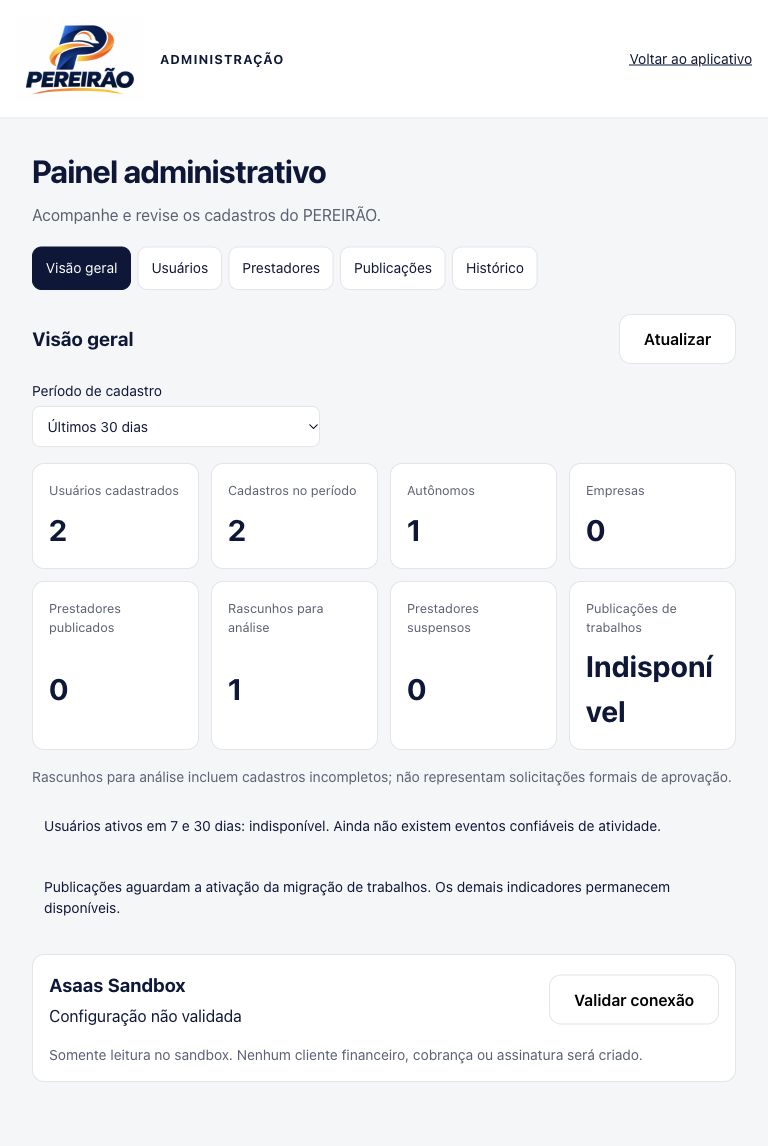 PEREIRÃO
ADMINISTRAÇÃO
Voltar ao aplicativo
Painel administrativo
Acompanhe e revise os cadastros do PEREIRÃO.
Visão geral
Usuários
Prestadores
Publicações
Histórico
Visão geral
Atualizar
Período de cadastro
Últimos 30 dias
Usuários cadastrados
2
Cadastros no período
2
Autônomos
1
Empresas
0
Prestadores
publicados
0
Rascunhos para
análise
1
Prestadores
suspensos
0
Publicações de
trabalhos
Indisponí
vel
Rascunhos para análise incluem cadastros incompletos; não representam solicitações formais de aprovação.
Usuários ativos em 7 e 30 dias: indisponível. Ainda não existem eventos confiáveis de atividade.
Publicações aguardam a ativação da migração de trabalhos. Os demais indicadores permanecem
disponíveis.
Asaas Sandbox
Configuração não validada
Validar conexão
Somente leitura no sandbox. Nenhum cliente financeiro, cobrança ou assinatura será criado.